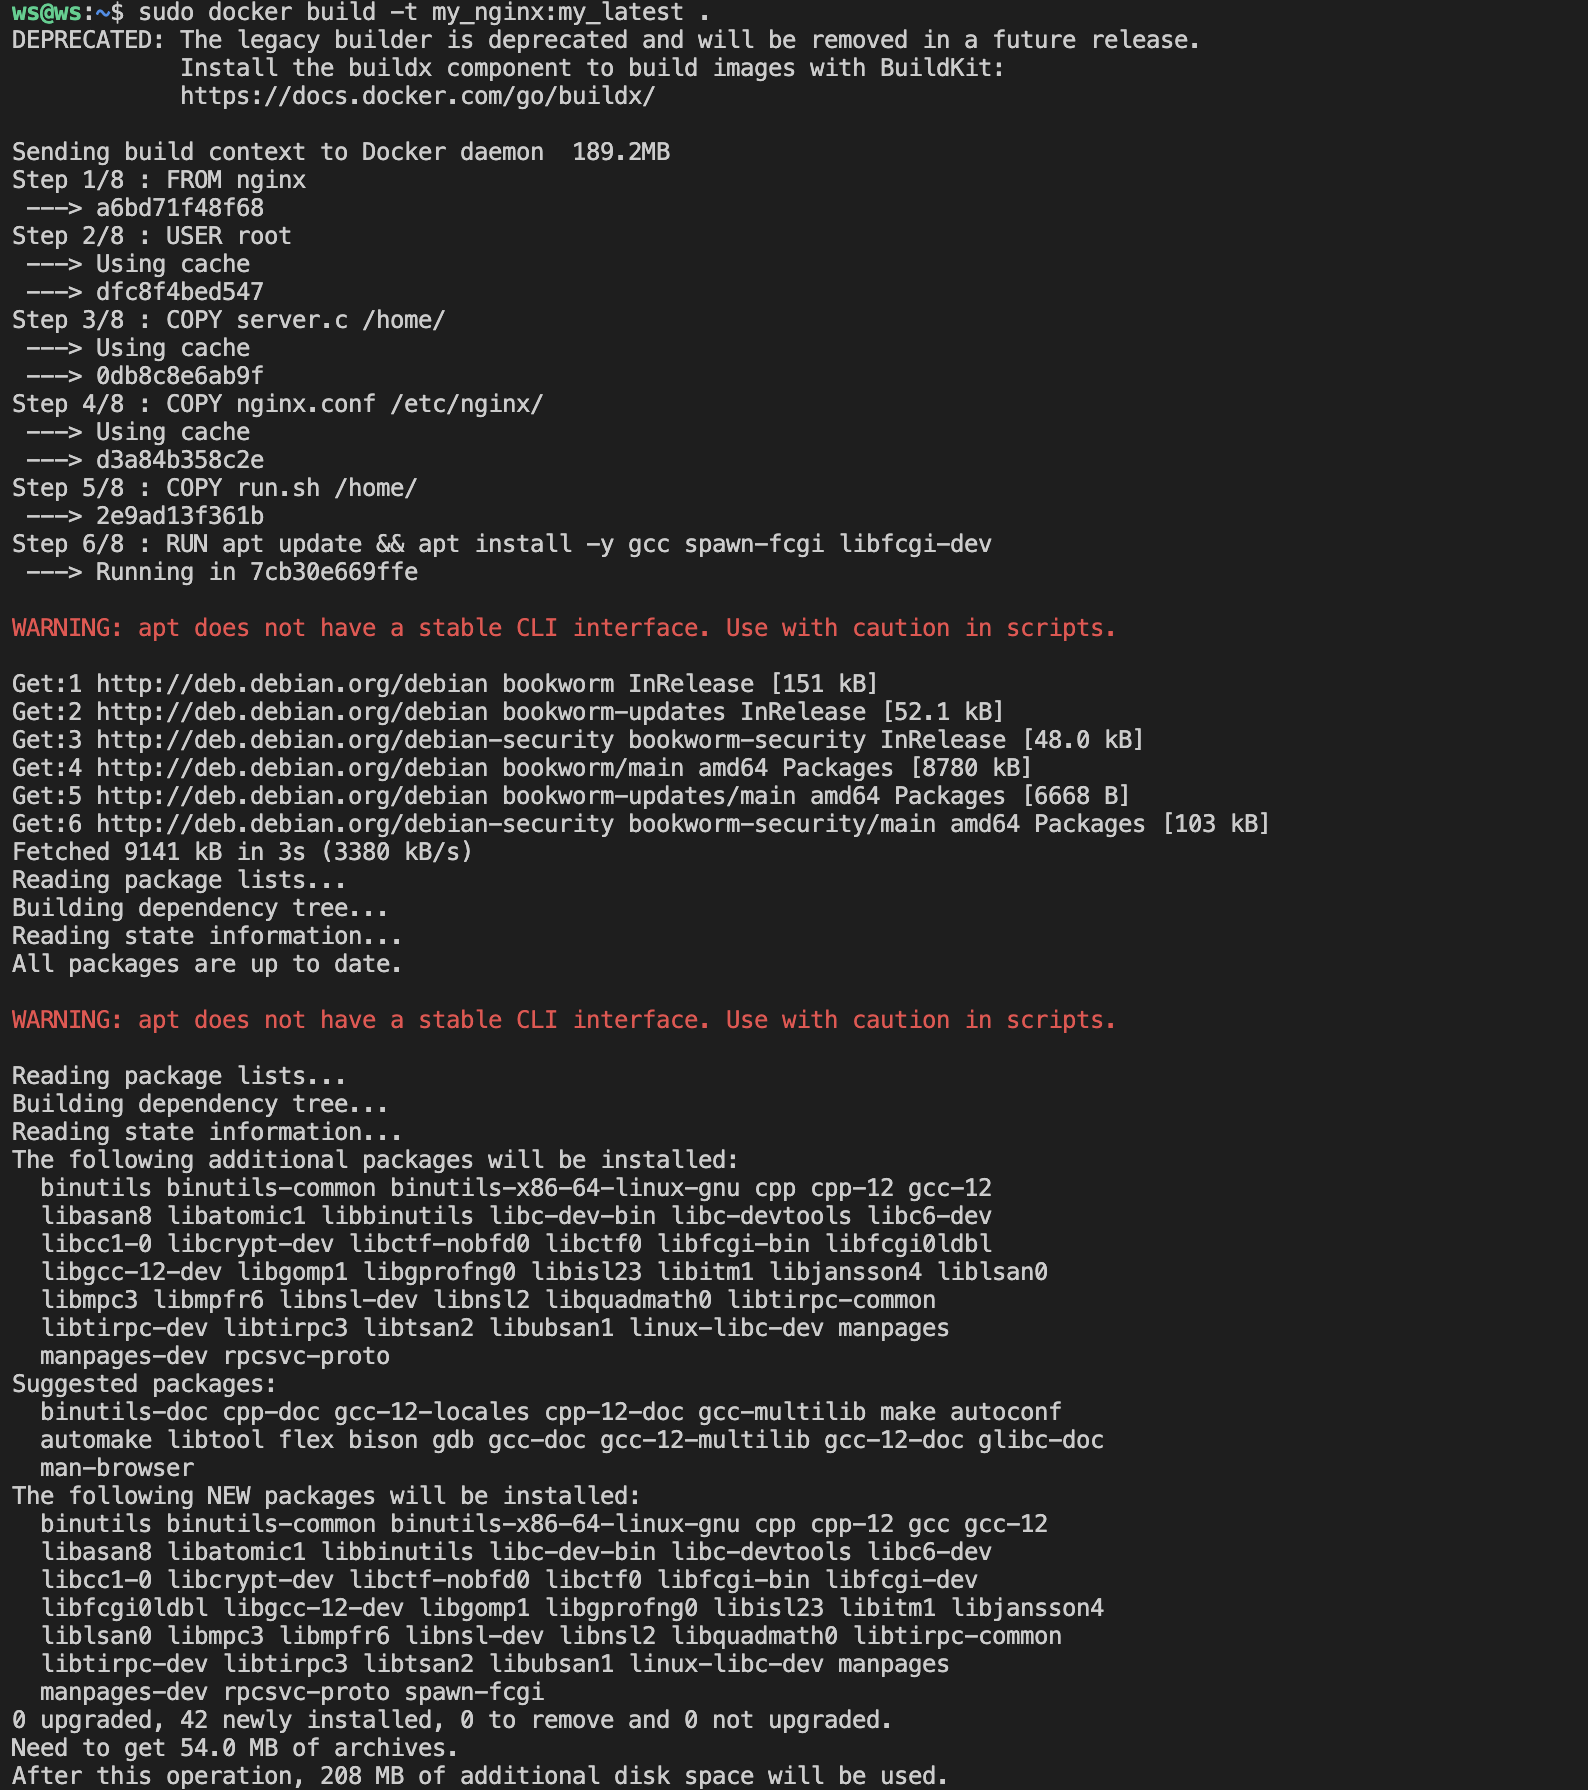 ws@ws:~$ sudo docker build -t my_nginx:my_latest .
DEPRECATED: The legacy builder is deprecated and will be removed in a future release.
            Install the buildx component to build images with BuildKit:
            https://docs.docker.com/go/buildx/

Sending build context to Docker daemon  189.2MB
Step 1/8 : FROM nginx
 ---> a6bd71f48f68
Step 2/8 : USER root
 ---> Using cache
 ---> dfc8f4bed547
Step 3/8 : COPY server.c /home/
 ---> Using cache
 ---> 0db8c8e6ab9f
Step 4/8 : COPY nginx.conf /etc/nginx/
 ---> Using cache
 ---> d3a84b358c2e
Step 5/8 : COPY run.sh /home/
 ---> 2e9ad13f361b
Step 6/8 : RUN apt update && apt install -y gcc spawn-fcgi libfcgi-dev
 ---> Running in 7cb30e669ffe

WARNING: apt does not have a stable CLI interface. Use with caution in scripts.

Get:1 http://deb.debian.org/debian bookworm InRelease [151 kB]
Get:2 http://deb.debian.org/debian bookworm-updates InRelease [52.1 kB]
Get:3 http://deb.debian.org/debian-security bookworm-security InRelease [48.0 kB]
Get:4 http://deb.debian.org/debian bookworm/main amd64 Packages [8780 kB]
Get:5 http://deb.debian.org/debian bookworm-updates/main amd64 Packages [6668 B]
Get:6 http://deb.debian.org/debian-security bookworm-security/main amd64 Packages [103 kB]
Fetched 9141 kB in 3s (3380 kB/s)
Reading package lists...
Building dependency tree...
Reading state information...
All packages are up to date.

WARNING: apt does not have a stable CLI interface. Use with caution in scripts.

Reading package lists...
Building dependency tree...
Reading state information...
The following additional packages will be installed:
  binutils binutils-common binutils-x86-64-linux-gnu cpp cpp-12 gcc-12
  libasan8 libatomic1 libbinutils libc-dev-bin libc-devtools libc6-dev
  libcc1-0 libcrypt-dev libctf-nobfd0 libctf0 libfcgi-bin libfcgi0ldbl
  libgcc-12-dev libgomp1 libgprofng0 libisl23 libitm1 libjansson4 liblsan0
  libmpc3 libmpfr6 libnsl-dev libnsl2 libquadmath0 libtirpc-common
  libtirpc-dev libtirpc3 libtsan2 libubsan1 linux-libc-dev manpages
  manpages-dev rpcsvc-proto
Suggested packages:
  binutils-doc cpp-doc gcc-12-locales cpp-12-doc gcc-multilib make autoconf
  automake libtool flex bison gdb gcc-doc gcc-12-multilib gcc-12-doc glibc-doc
  man-browser
The following NEW packages will be installed:
  binutils binutils-common binutils-x86-64-linux-gnu cpp cpp-12 gcc gcc-12
  libasan8 libatomic1 libbinutils libc-dev-bin libc-devtools libc6-dev
  libcc1-0 libcrypt-dev libctf-nobfd0 libctf0 libfcgi-bin libfcgi-dev
  libfcgi0ldbl libgcc-12-dev libgomp1 libgprofng0 libisl23 libitm1 libjansson4
  liblsan0 libmpc3 libmpfr6 libnsl-dev libnsl2 libquadmath0 libtirpc-common
  libtirpc-dev libtirpc3 libtsan2 libubsan1 linux-libc-dev manpages
  manpages-dev rpcsvc-proto spawn-fcgi
0 upgraded, 42 newly installed, 0 to remove and 0 not upgraded.
Need to get 54.0 MB of archives.
After this operation, 208 MB of additional disk space will be used.